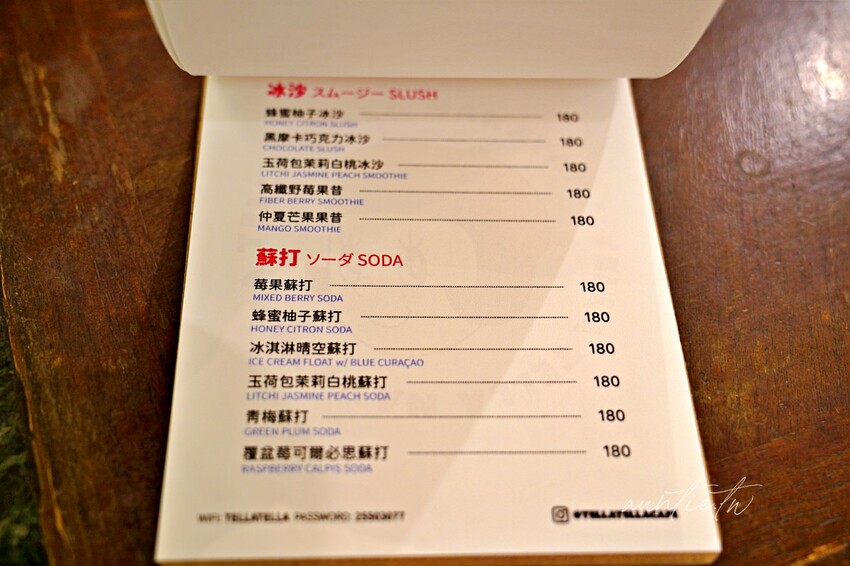 冰沙 スムージー SLUSH
蜂蜜柚子冰沙 180
HONEY CITRON SLUSH
黑摩卡巧克力冰沙 180
CHOCOLATE SLUSH
玉荷包茉莉白桃冰沙 180
LITCHI JASMINE PEACH SMOOTHIE
高纖野莓果昔 180
FIBER BERRY SMOOTHIE
仲夏芒果果昔 180
MANGO SMOOTHIE
蘇打 ソーダ SODA
莓果蘇打 180
MIXED BERRY SODA
蜂蜜柚子蘇打 180
HONEY CITRON SODA
冰淇淋晴空蘇打 180
ICE CREAM FLOAT w/ BLUE CURAÇAO
玉荷包茉莉白桃蘇打 180
LITCHI JASMINE PEACH SODA
青梅蘇打 180
GREEN PLUM SODA
覆盆莓可爾必思蘇打 180
RASPBERRY CALPIS SODA
WIFI TELLATELLA PASSWORD 25503077
@TELLATELLACAFE